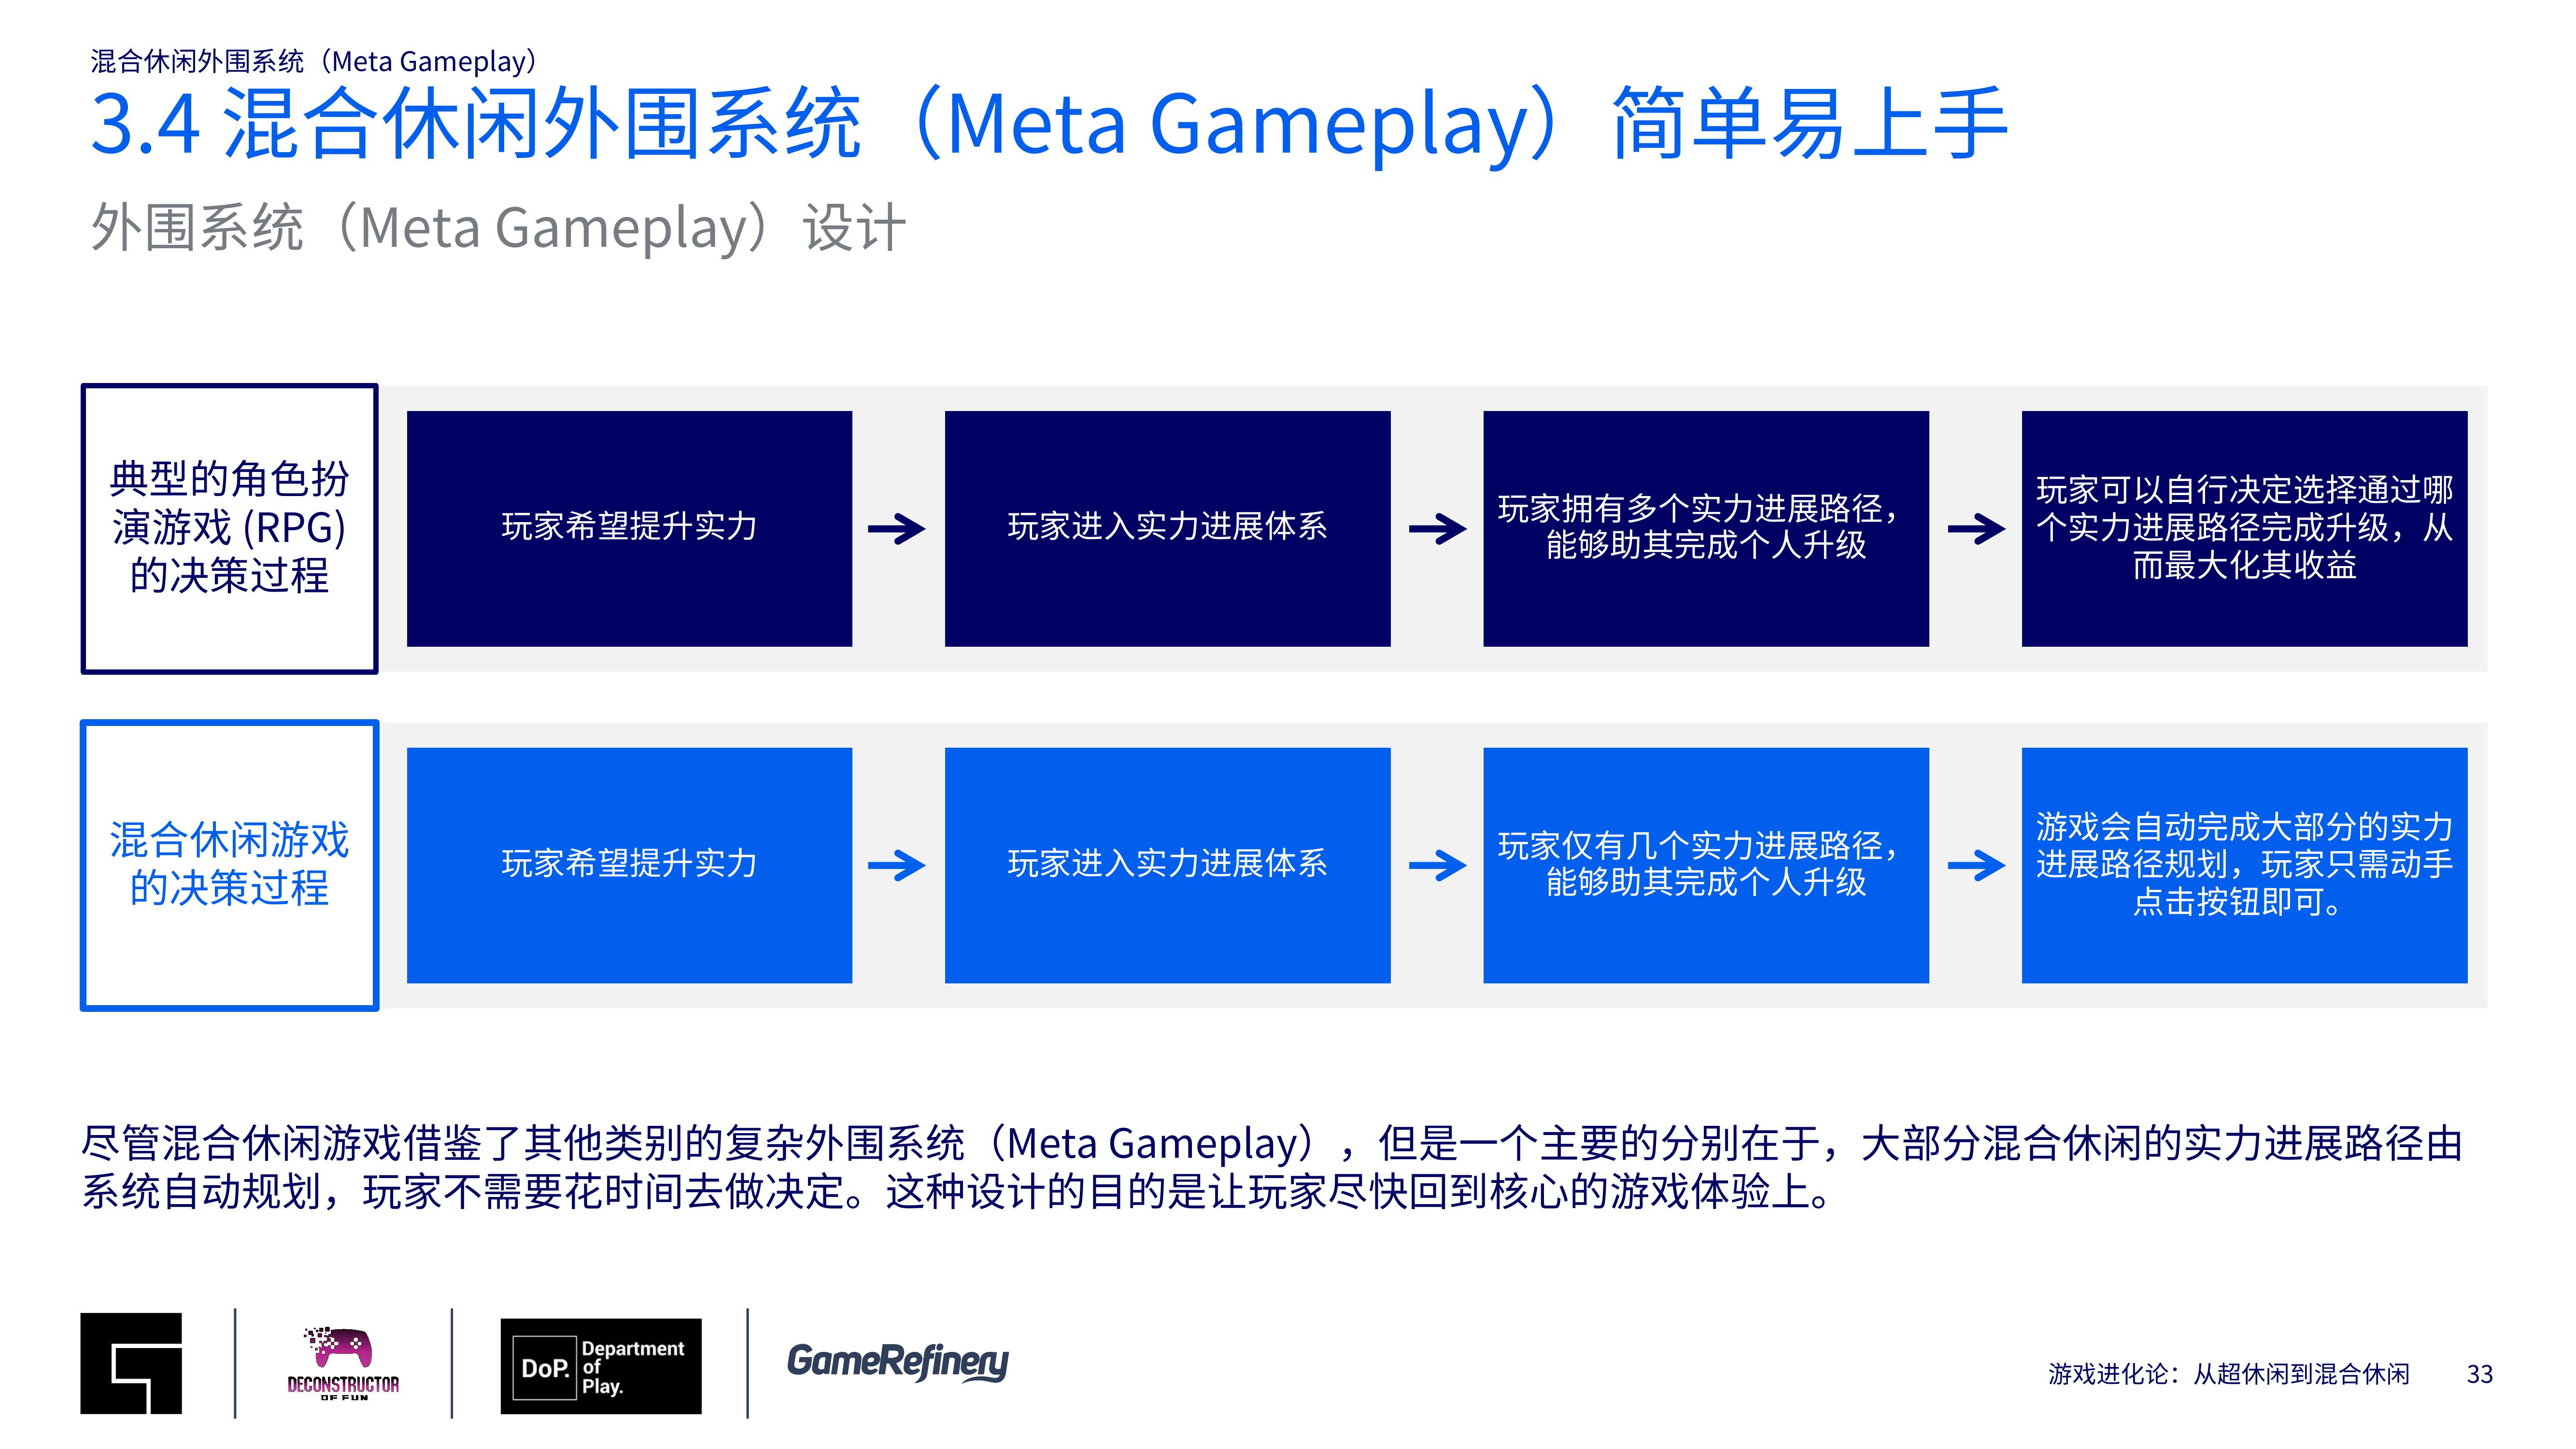 混合休闲外围系统（Meta Gameplay）
3.4 混合休闲外围系统（Meta Gameplay）简单易上手
外围系统（Meta Gameplay）设计
典型的角色扮
演游戏 (RPG)
的决策过程
玩家希望提升实力
玩家进入实力进展体系
玩家拥有多个实力进展路径，
能够助其完成个人升级
玩家可以自行决定选择通过哪
个实力进展路径完成升级，从
而最大化其收益
混合休闲游戏
的决策过程
玩家希望提升实力
玩家进入实力进展体系
玩家仅有几个实力进展路径，
能够助其完成个人升级
游戏会自动完成大部分的实力
进展路径规划，玩家只需动手
点击按钮即可。
尽管混合休闲游戏借鉴了其他类别的复杂外围系统（Meta Gameplay），但是一个主要的分别在于，大部分混合休闲的实力进展路径由
系统自动规划，玩家不需要花时间去做决定。这种设计的目的是让玩家尽快回到核心的游戏体验上。
DECONSTRUCTOR
OF FUN
DoP.
Department
of
Play.
GameRefinery
游戏进化论：从超休闲到混合休闲 33